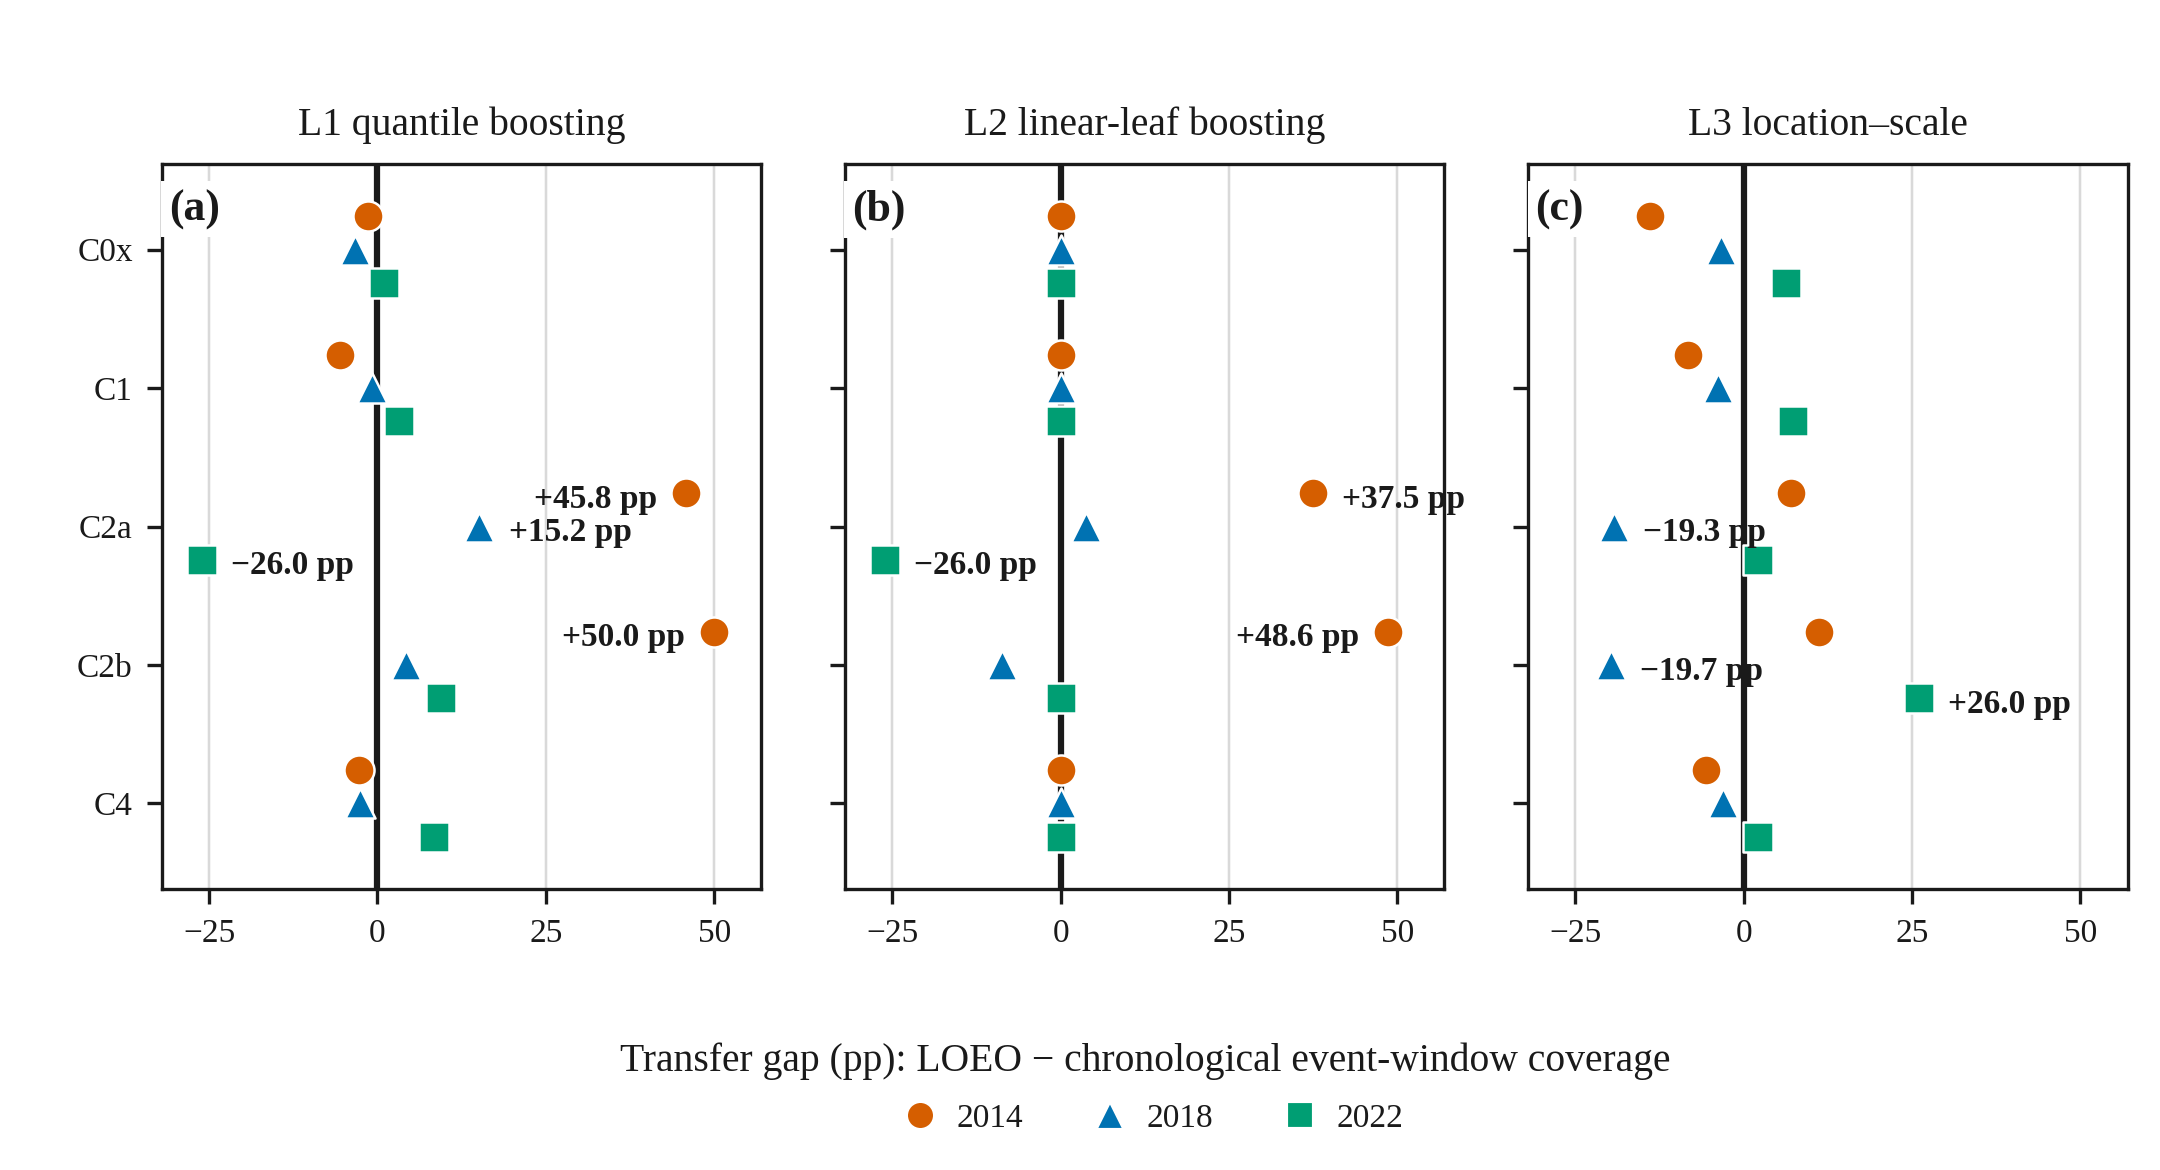 L1 quantile boosting
L2 linear-leaf boosting
L3 location–scale
(a)
(b)
(c)
C0x
C1
C2a
C2b
C4
+45.8 pp
+15.2 pp
−26.0 pp
+50.0 pp
+37.5 pp
−26.0 pp
+48.6 pp
−19.3 pp
−19.7 pp
+26.0 pp
−25 0 25 50
−25 0 25 50
−25 0 25 50
Transfer gap (pp): LOEO − chronological event-window coverage
2014 2018 2022